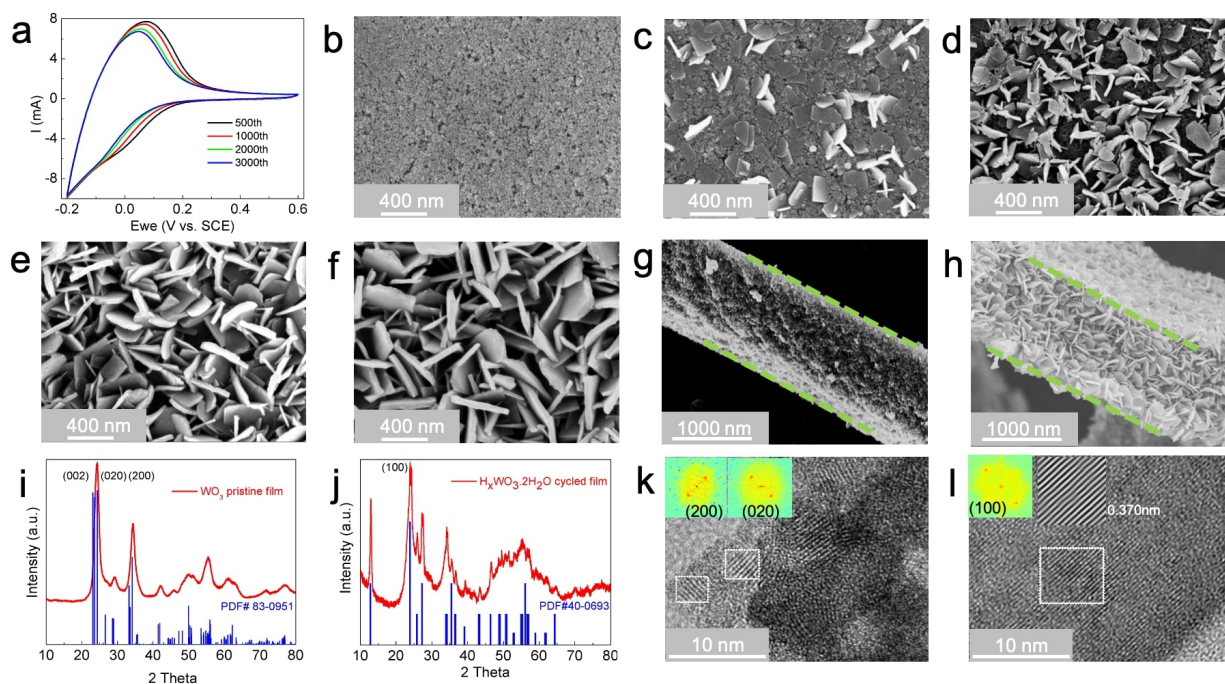 a
8
4
0
-4
-8
I (mA)
500th
1000th
2000th
3000th
-0.2
0.0
0.2
0.4
0.6
Ewe (V vs. SCE)
b
400 nm
c
400 nm
d
400 nm
e
400 nm
f
400 nm
g
1000 nm
h
1000 nm
i
(002)
(020)
(200)
WO₃ pristine film
PDF# 83-0951
Intensity (a.u.)
10 20 30 40 50 60 70 80
2 Theta
j
(100)
HₓWO₃.2H₂O cycled film
PDF#40-0693
Intensity (a.u.)
10 20 30 40 50 60 70 80
2 Theta
k
(200)
(020)
10 nm
l
(100)
0.370nm
10 nm